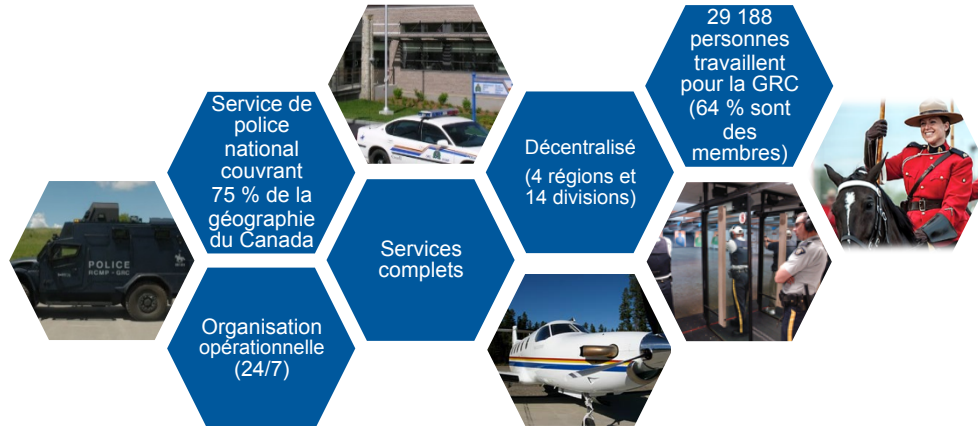 Service de
police
national
couvrant
75 % de la
géographie
du Canada
Organisation
opérationnelle
(24/7)
Services
complets
Décentralisé
(4 régions et
14 divisions)
29 188
personnes
travaillent
pour la GRC
(64 % sont
des
membres)
POLICE
RCMP - GRC